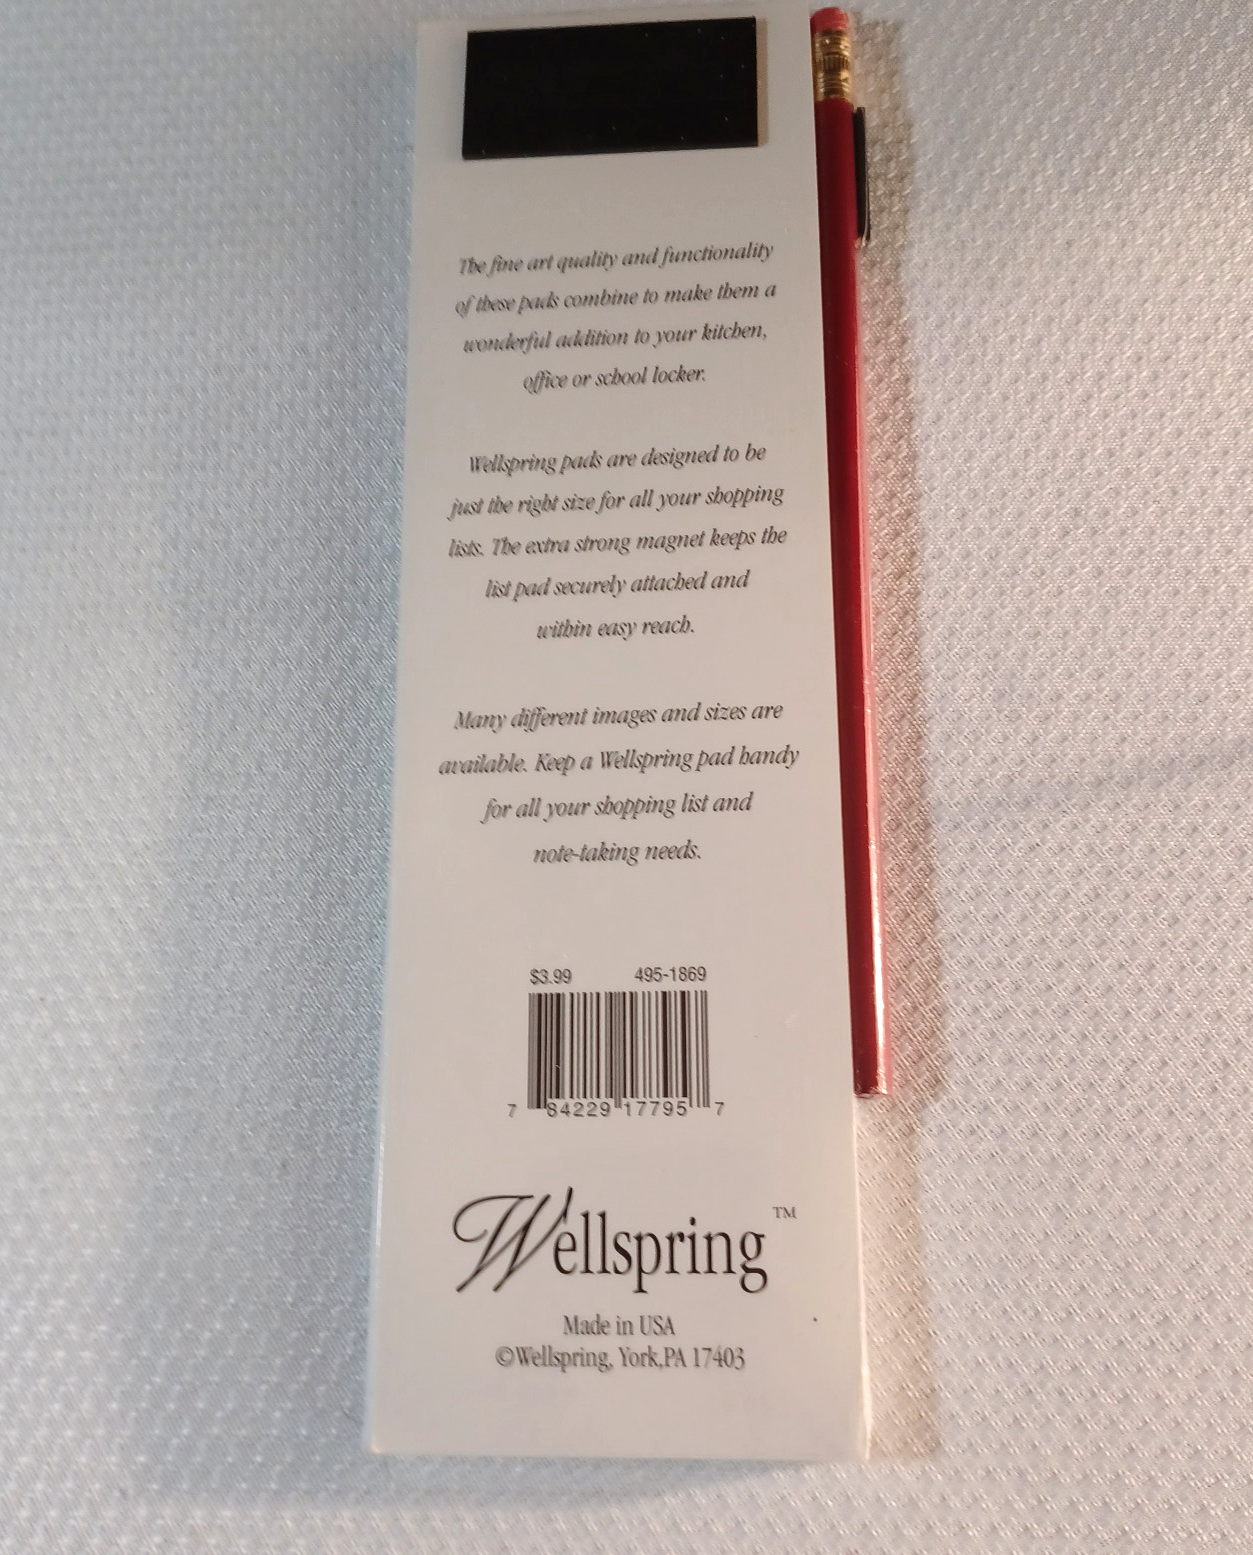 The fine art quality and functionality
of these pads combine to make them a
wonderful addition to your kitchen,
office or school locker.
Wellspring pads are designed to be
just the right size for all your shopping
lists. The extra strong magnet keeps the
list pad securely attached and
within easy reach.
Many different images and sizes are
available. Keep a Wellspring pad handy
for all your shopping list and
note-taking needs.
$3.99 495-1869
7 84229 17795 7
Wellspring™
Made in USA
©Wellspring, York,PA 17403